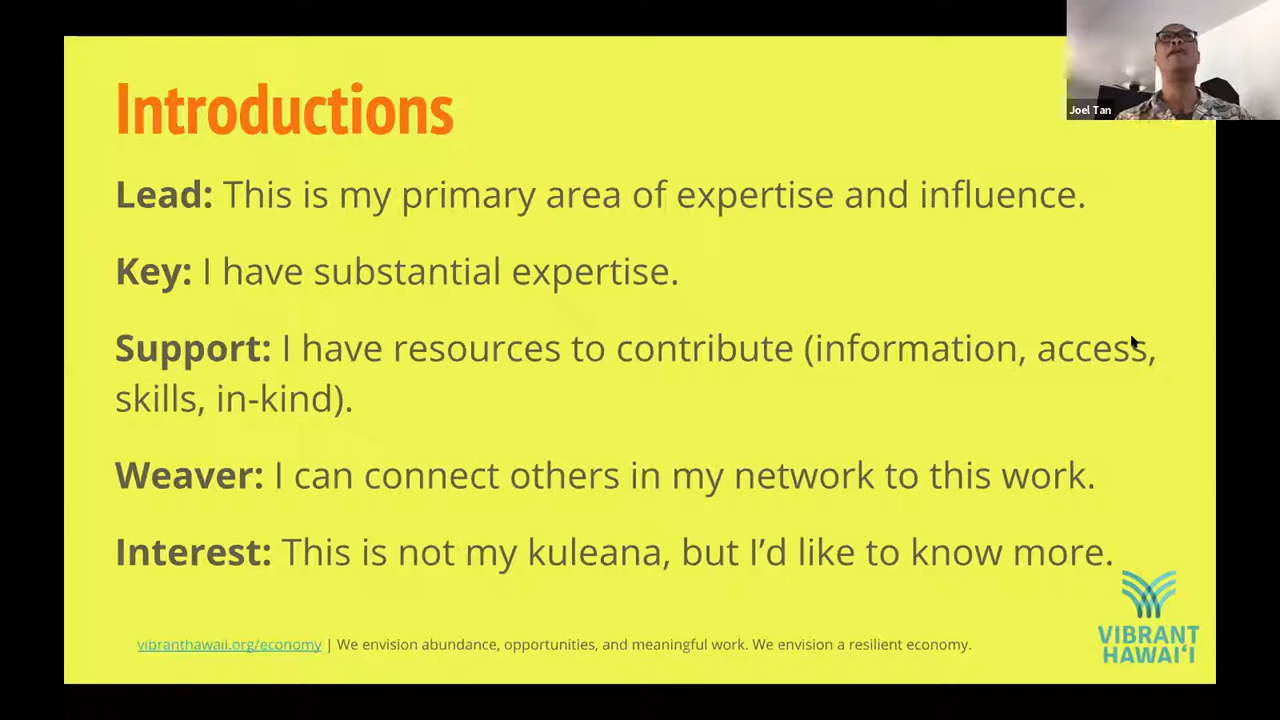 Introductions
Joel Tan
Lead: This is my primary area of expertise and influence.
Key: I have substantial expertise.
Support: I have resources to contribute (information, access,
skills, in-kind).
Weaver: I can connect others in my network to this work.
Interest: This is not my kuleana, but I’d like to know more.
vibranthawaii.org/economy | We envision abundance, opportunities, and meaningful work. We envision a resilient economy.
VIBRANT
HAWAIʻI